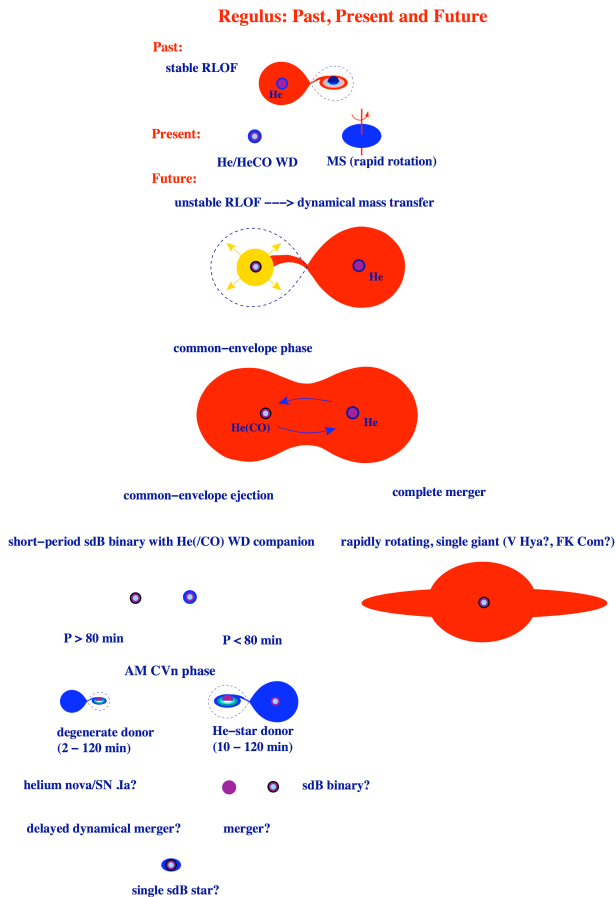 Regulus: Past, Present and Future
Past:
stable RLOF
He
Present:
He/HeCO WD
MS (rapid rotation)
Future:
unstable RLOF −−−> dynamical mass transfer
He
common−envelope phase
He(CO)
He
common−envelope ejection
complete merger
short−period sdB binary with He(/CO) WD companion
rapidly rotating, single giant (V Hya?, FK Com?)
P > 80 min
P < 80 min
AM CVn phase
degenerate donor
(2 − 120 min)
He−star donor
(10 − 120 min)
helium nova/SN .Ia?
sdB binary?
delayed dynamical merger?
merger?
single sdB star?